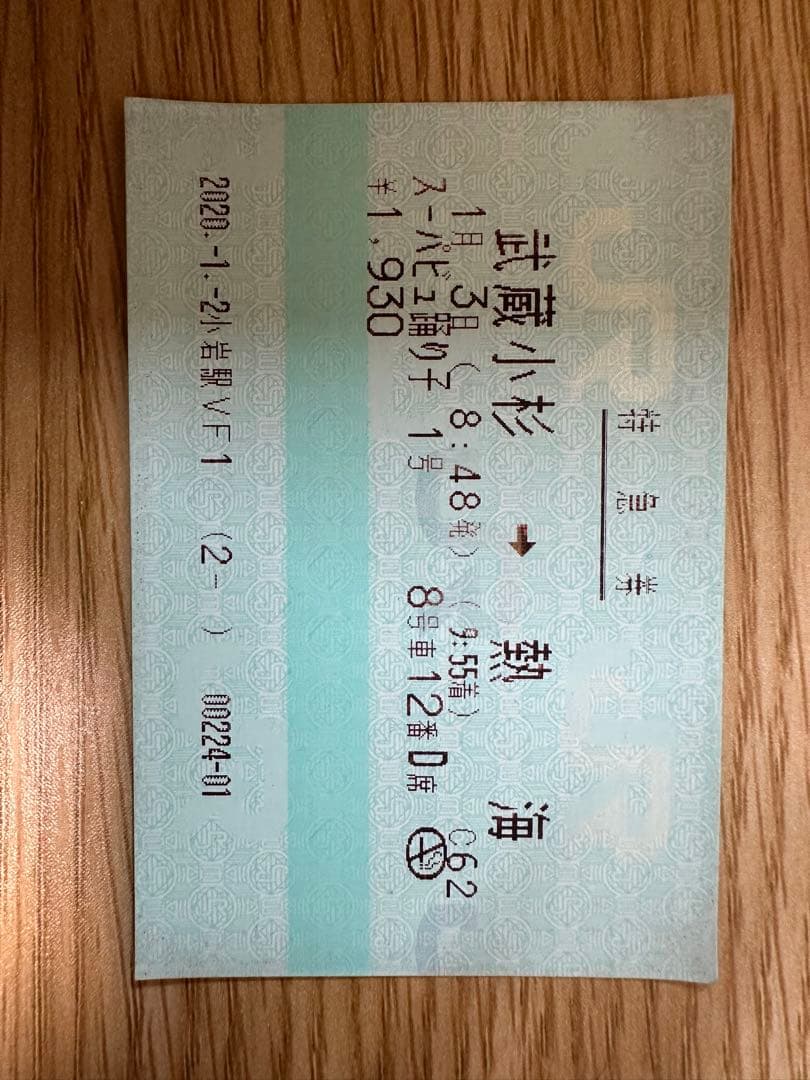 特急券
武蔵小杉 → 熱海
1月 3日 (8:48発) (9:55着) C62
スーパビュ踊り子 1号 8号車12番D席
¥1,930
2020.-1.-2小岩駅VF1 (2- ) 00224-01